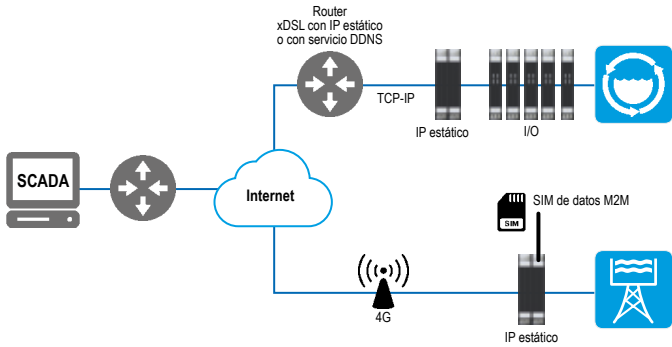 Router
xDSL con IP estático
o con servicio DDNS
TCP-IP
IP estático
I/O
SCADA
Internet
SIM de datos M2M
SIM
4G
IP estático